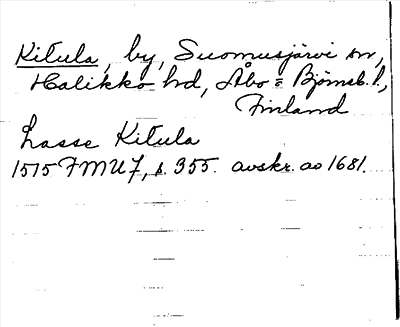 Kitula, by, Suomusjärvi sn,
Halikko hd, Åbo = Björneb. l.,
Finland
Lasse Kitula
1515 FMU 7, s. 355. avskr. ao 1681.